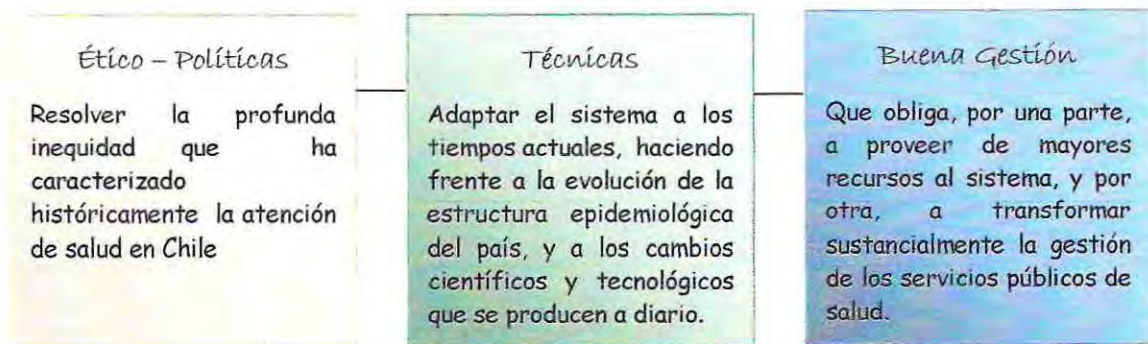 Ético – Políticas
Resolver la profunda
inequidad que ha
caracterizado
históricamente la atención
de salud en Chile
Técnicas
Adaptar el sistema a los
tiempos actuales, haciendo
frente a la evolución de la
estructura epidemiológica
del país, y a los cambios
científicos y tecnológicos
que se producen a diario.
Buena Gestión
Que obliga, por una parte,
a proveer de mayores
recursos al sistema, y por
otra, a transformar
sustancialmente la gestión
de los servicios públicos de
salud.